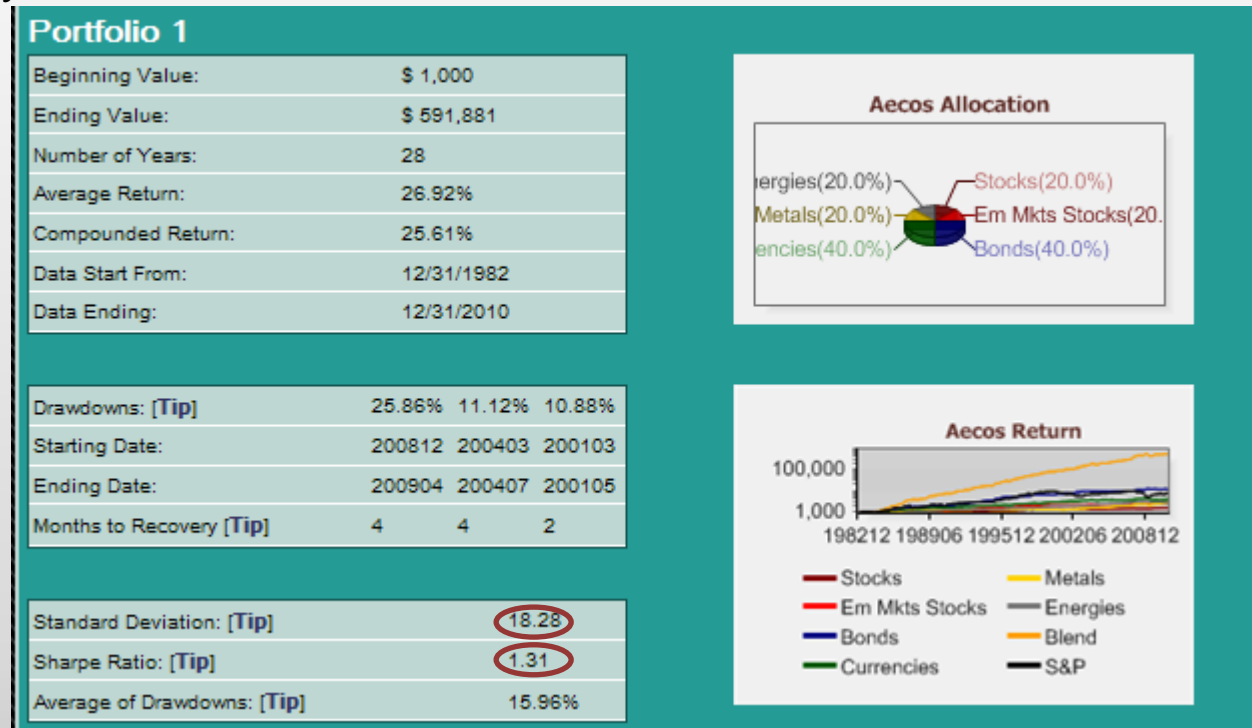 Portfolio 1
Beginning Value: $ 1,000
Ending Value: $ 591,881
Number of Years: 28
Average Return: 26.92%
Compounded Return: 25.61%
Data Start From: 12/31/1982
Data Ending: 12/31/2010
Drawdowns: [Tip] 25.86% 11.12% 10.88%
Starting Date: 200812 200403 200103
Ending Date: 200904 200407 200105
Months to Recovery [Tip] 4 4 2
Standard Deviation: [Tip] 18.28
Sharpe Ratio: [Tip] 1.31
Average of Drawdowns: [Tip] 15.96%
Aecos Allocation
ergies(20.0%) Stocks(20.0%)
Metals(20.0%) Em Mkts Stocks(20.
encies(40.0%) Bonds(40.0%)
Aecos Return
100,000
1,000
198212 198906 199512 200206 200812
Stocks Metals
Em Mkts Stocks Energies
Bonds Blend
Currencies S&P